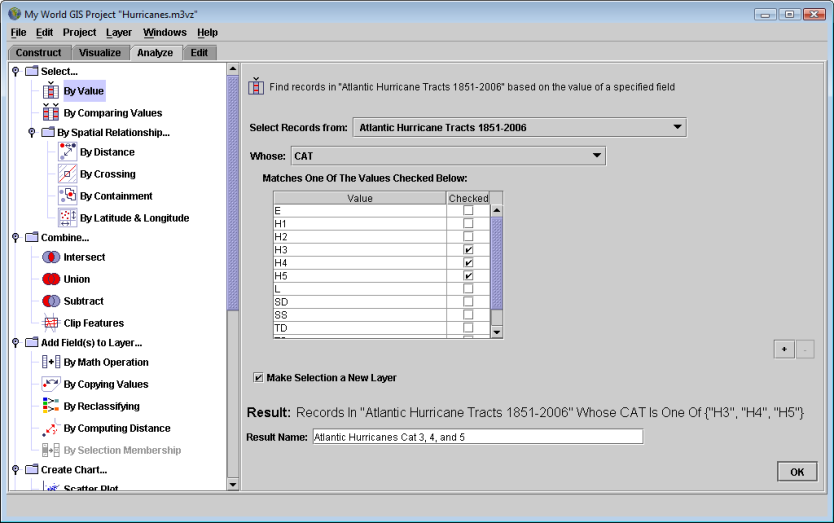 My World GIS Project "Hurricanes.m3vz"
File Edit Project Layer Windows Help
Construct Visualize Analyze Edit
Select...
By Value
By Comparing Values
By Spatial Relationship...
By Distance
By Crossing
By Containment
By Latitude & Longitude
Combine...
Intersect
Union
Subtract
Clip Features
Add Field(s) to Layer...
By Math Operation
By Copying Values
By Reclassifying
By Computing Distance
By Selection Membership
Create Chart...
Scatter Plot
Find records in "Atlantic Hurricane Tracts 1851-2006" based on the value of a specified field
Select Records from: Atlantic Hurricane Tracts 1851-2006
Whose: CAT
Matches One Of The Values Checked Below:
Value Checked
E
H1
H2
H3
H4
H5
L
SD
SS
TD
+ -
Make Selection a New Layer
Result: Records In "Atlantic Hurricane Tracts 1851-2006" Whose CAT Is One Of {"H3", "H4", "H5"}
Result Name: Atlantic Hurricanes Cat 3, 4, and 5
OK